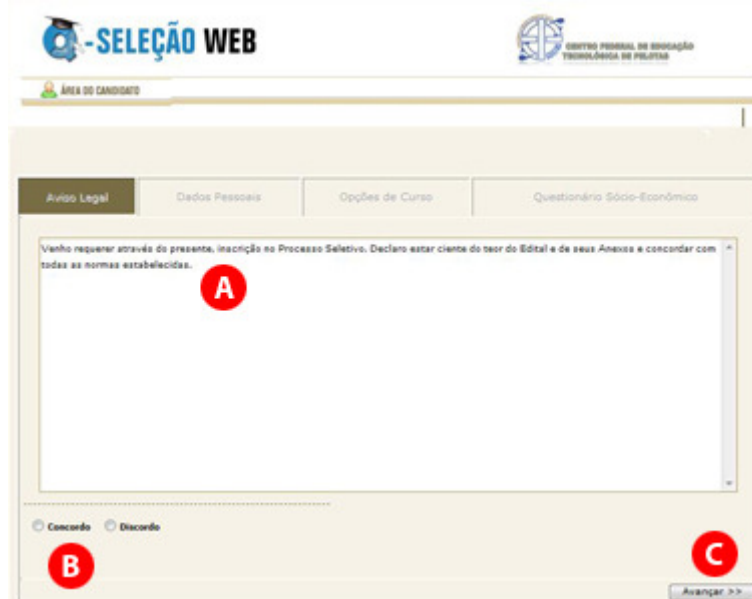 Q-SELEÇÃO WEB
CENTRO FEDERAL DE EDUCAÇÃO
TECNOLÓGICA DE PELOTAS
ÁREA DO CANDIDATO
Aviso Legal
Dados Pessoais
Opções de Curso
Questionário Sócio-Econômico
Venho requerer através do presente, inscrição no Processo Seletivo. Declaro estar ciente do teor do Edital e de seus Anexos e concordar com
todas as normas estabelecidas.
A
Concordo
Discordo
B
C
Avançar >>